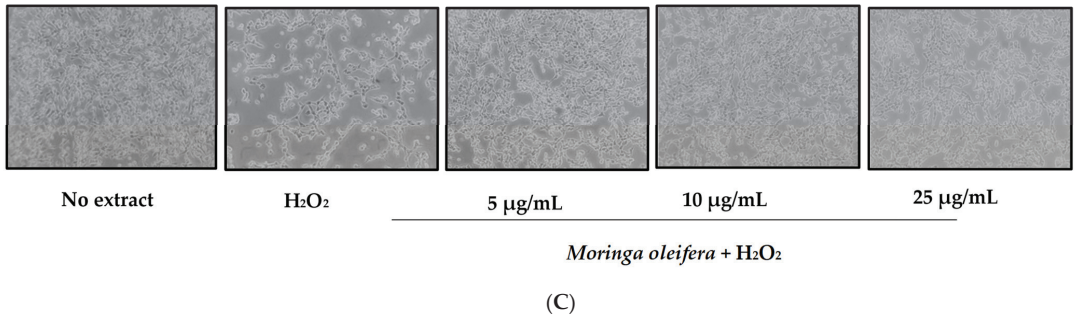 No extract H₂O₂ 5 µg/mL 10 µg/mL 25 µg/mL
Moringa oleifera + H₂O₂
(C)